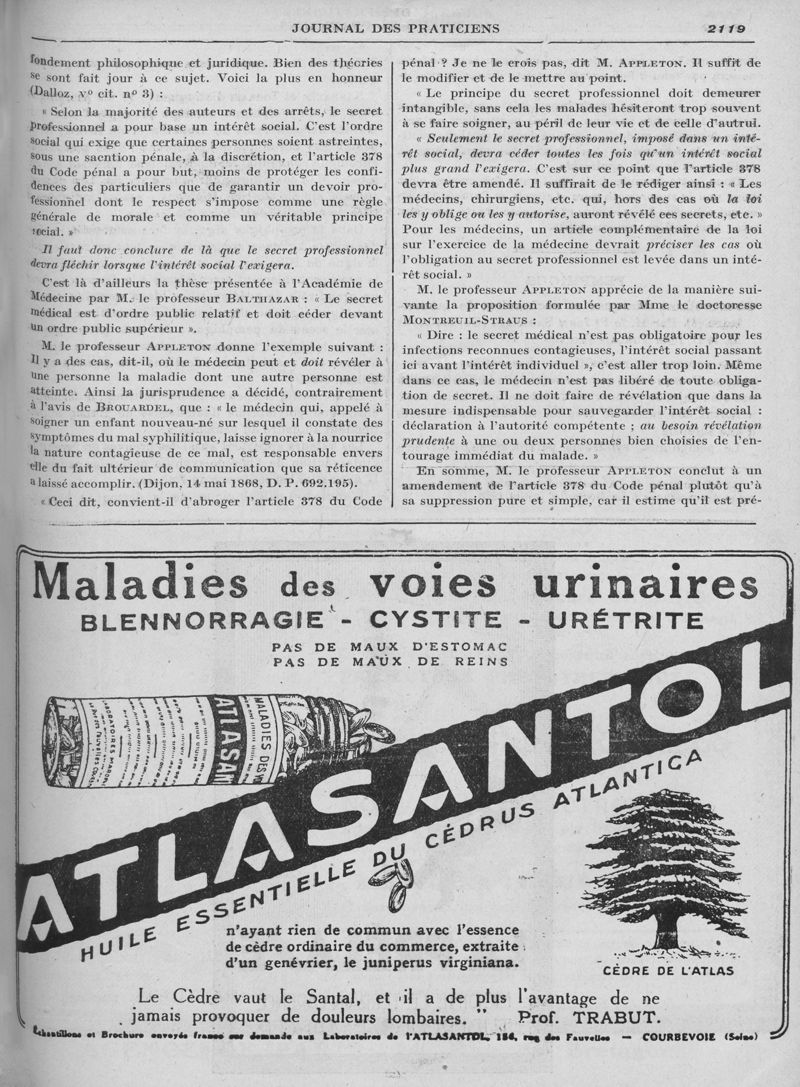 JOURNAL DES PRATICIENS
2119
fondement philosophique et juridique. Bien des thécries
se sont fait jour à ce sujet. Voici la plus en honneur
(Dalloz, v° cit. n° 3) :
« Selon la majorité des auteurs et des arrêts, le secret
professionnel a pour base un intérêt social. C'est l'ordre
social qui exige que certaines personnes soient astreintes,
sous une sacntion pénale, à la discrétion, et l'article 378
du Code pénal a pour but, moins de protéger les confi-
dences des particuliers que de garantir un devoir pro-
fessionnel dont le respect s'impose comme une règle
générale de morale et comme un véritable principe
social. »
Il faut donc conclure de là que le secret professionnel
devra fléchir lorsque l'intérêt social l'exigera.
C'est là d'ailleurs la thèse présentée à l'Académie de
Médecine par M. le professeur BALTHAZAR : « Le secret
médical est d'ordre public relatif et doit céder devant
un ordre public supérieur ».
M. le professeur APPLETON donne l'exemple suivant :
Il y a des cas, dit-il, où le médecin peut et doit révéler à
une personne la maladie dont une autre personne est
atteinte. Ainsi la jurisprudence a décidé, contrairement
à l'avis de BROUARDEL, que : « le médecin qui, appelé à
soigner un enfant nouveau-né sur lesquel il constate des
symptômes du mal syphilitique, laisse ignorer à la nourrice
la nature contagieuse de ce mal, est responsable envers
elle du fait ultérieur de communication que sa réticence
a laissé accomplir. (Dijon, 14 mai 1868, D. P. 692.195).
« Ceci dit, convient-il d'abroger l'article 378 du Code
pénal ? Je ne le crois pas, dit M. APPLETON. Il suffit de
le modifier et de le mettre au point.
« Le principe du secret professionnel doit demeurer
intangible, sans cela les malades hésiteront trop souvent
à se faire soigner, au péril de leur vie et de celle d'autrui.
« Seulement le secret professionnel, imposé dans un inté-
rêt social, devra céder toutes les fois qu'un intérêt social
plus grand l'exigera. C'est sur ce point que l'article 378
devra être amendé. Il suffirait de le rédiger ainsi : « Les
médecins, chirurgiens, etc. qui, hors des cas où la loi
les y oblige ou les y autorise, auront révélé ces secrets, etc. »
Pour les médecins, un article complémentaire de la loi
sur l'exercice de la médecine devrait préciser les cas où
l'obligation au secret professionnel est levée dans un inté-
rêt social. »
M. le professeur APPLETON apprécie de la manière sui-
vante la proposition formulée par Mme le doctoresse
MONTREUIL-STRAUS :
« Dire : le secret médical n'est pas obligatoire pour les
infections reconnues contagieuses, l'intérêt social passant
ici avant l'intérêt individuel », c'est aller trop loin. Même
dans ce cas, le médecin n'est pas libéré de toute obliga-
tion de secret. Il ne doit faire de révélation que dans la
mesure indispensable pour sauvegarder l'intérêt social :
déclaration à l'autorité compétente ; au besoin révélation
prudente à une ou deux personnes bien choisies de l'en-
tourage immédiat du malade. »
En somme, M. le professeur APPLETON conclut à un
amendement de l'article 378 du Code pénal plutôt qu'à
sa suppression pure et simple, car il estime qu'il est pré-
Maladies des voies urinaires
BLENNORRAGIE - CYSTITE - URÉTRITE
PAS DE MAUX D'ESTOMAC
PAS DE MAUX DE REINS
MALADIES DES VO
ATLASAN
ATLASANTOL
HUILE ESSENTIELLE DU CÉDRUS ATLANTICA
n'ayant rien de commun avec l'essence
de cèdre ordinaire du commerce, extraite
d'un genévrier, le juniperus virginiana.
CÈDRE DE L'ATLAS
Le Cèdre vaut le Santal, et il a de plus l'avantage de ne
jamais provoquer de douleurs lombaires. " Prof. TRABUT.
Échantillons et Brochure envoyés franco sur demande aux Laboratoires de l'ATLASANTOL, 184, rue des Fauvelles — COURBEVOIE (Seine)